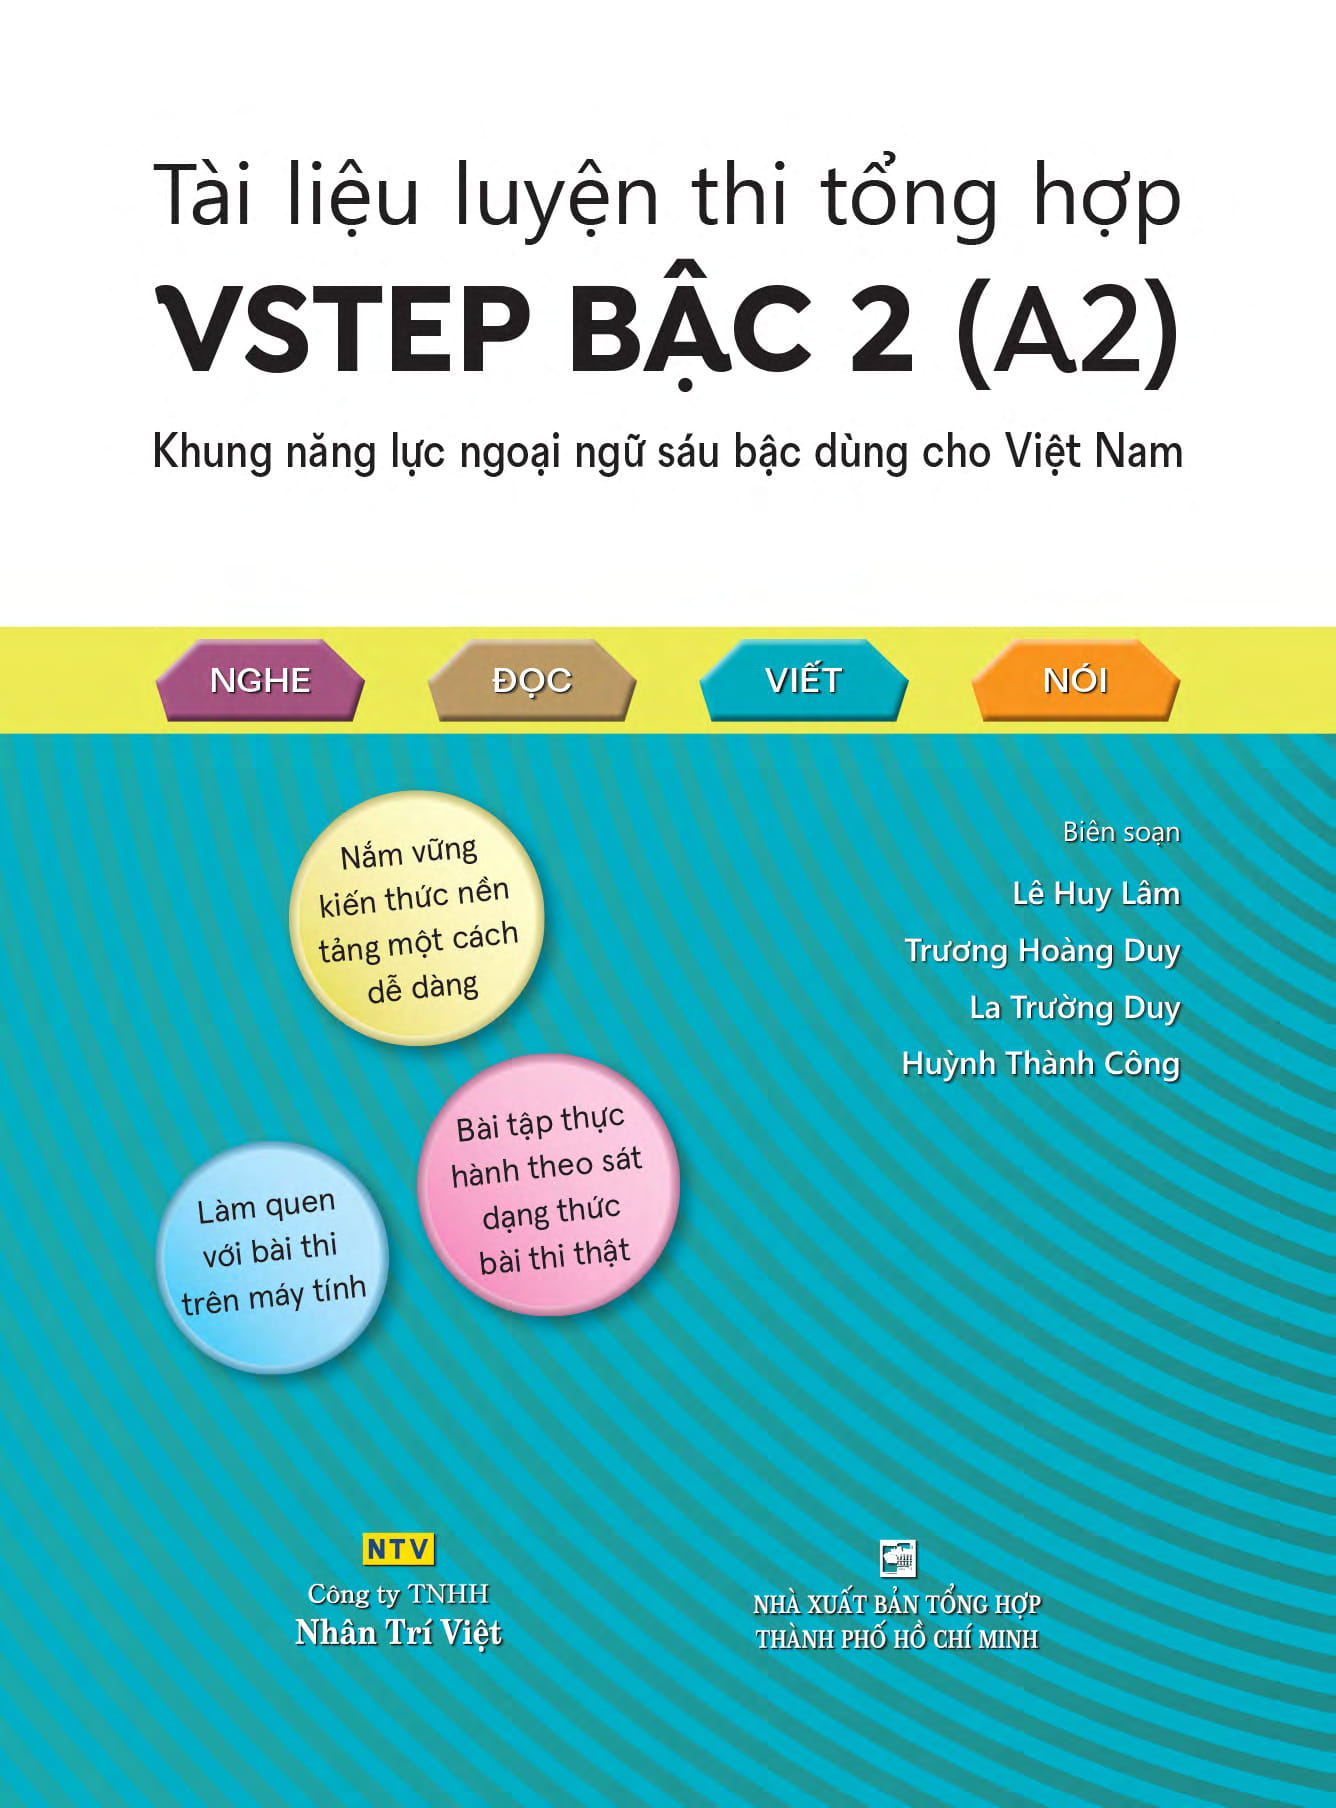 Tài liệu luyện thi tổng hợp
VSTEP BẬC 2 (A2)
Khung năng lực ngoại ngữ sáu bậc dùng cho Việt Nam
NGHE
ĐỌC
VIẾT
NÓI
Nắm vững
kiến thức nền
tảng một cách
dễ dàng
Bài tập thực
hành theo sát
dạng thức
bài thi thật
Làm quen
với bài thi
trên máy tính
Biên soạn
Lê Huy Lâm
Trương Hoàng Duy
La Trường Duy
Huỳnh Thành Công
NTV
Công ty TNHH
Nhân Trí Việt
NHÀ XUẤT BẢN TỔNG HỢP
THÀNH PHỐ HỒ CHÍ MINH